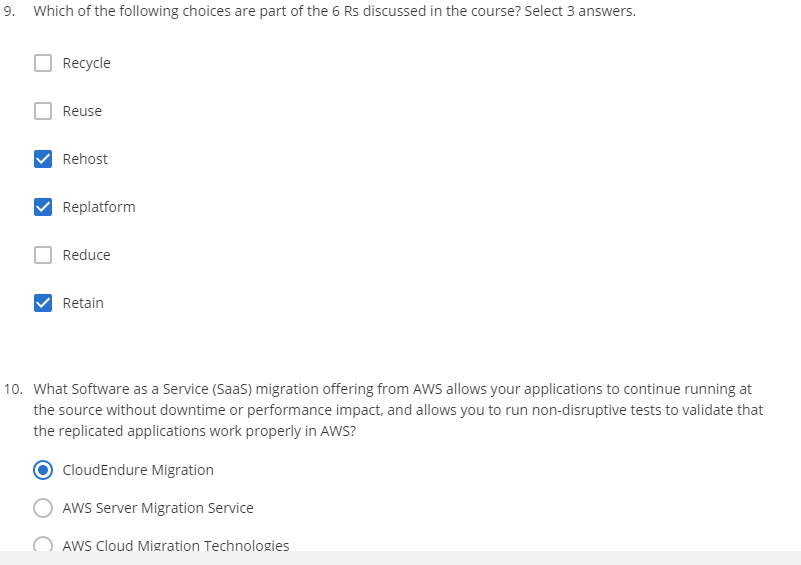 9. Which of the following choices are part of the 6 Rs discussed in the course? Select 3 answers.
Recycle
Reuse
Rehost
Replatform
Reduce
Retain
10. What Software as a Service (SaaS) migration offering from AWS allows your applications to continue running at
the source without downtime or performance impact, and allows you to run non-disruptive tests to validate that
the replicated applications work properly in AWS?
CloudEndure Migration
AWS Server Migration Service
AWS Cloud Migration Technologies